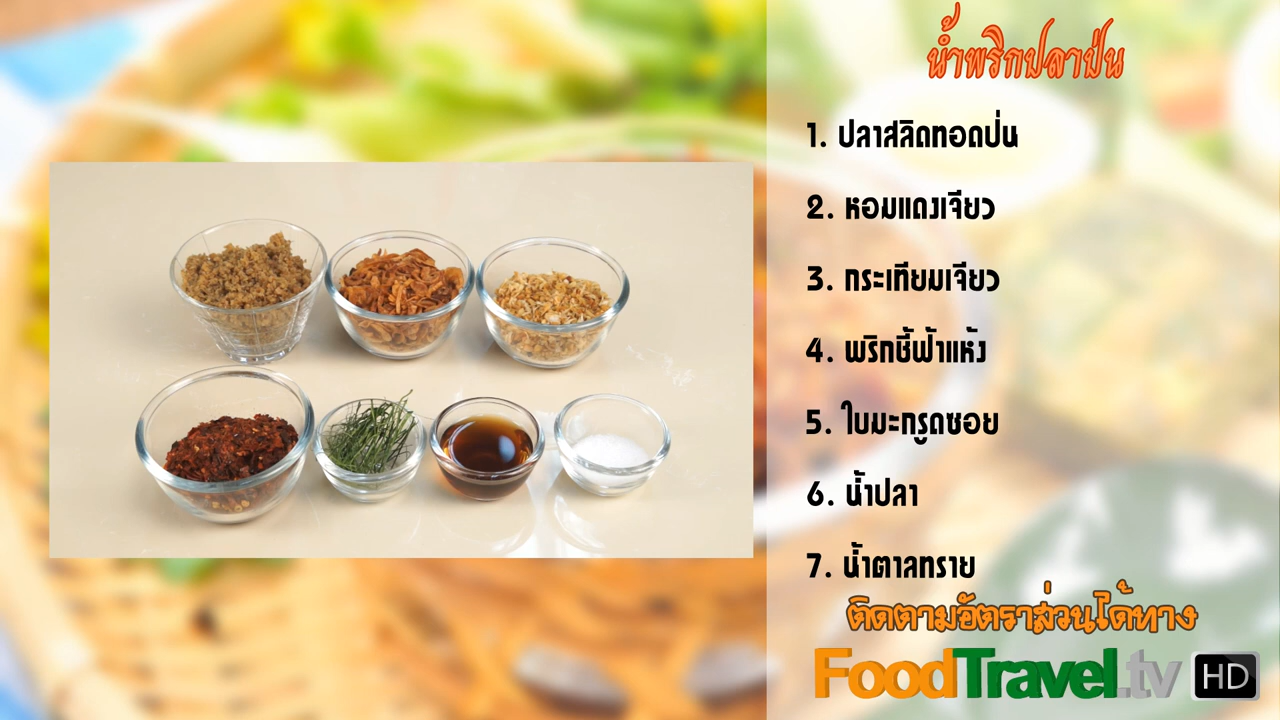 น้ำพริกปลาป่น
1. ปลาสลิดทอดป่น
2. หอมแดงเจียว
3. กระเทียมเจียว
4. พริกชี้ฟ้าแห้ง
5. ใบมะกรูดซอย
6. น้ำปลา
7. น้ำตาลทราย
ติดตามอัตราส่วนได้ทาง
FoodTravel.tv HD